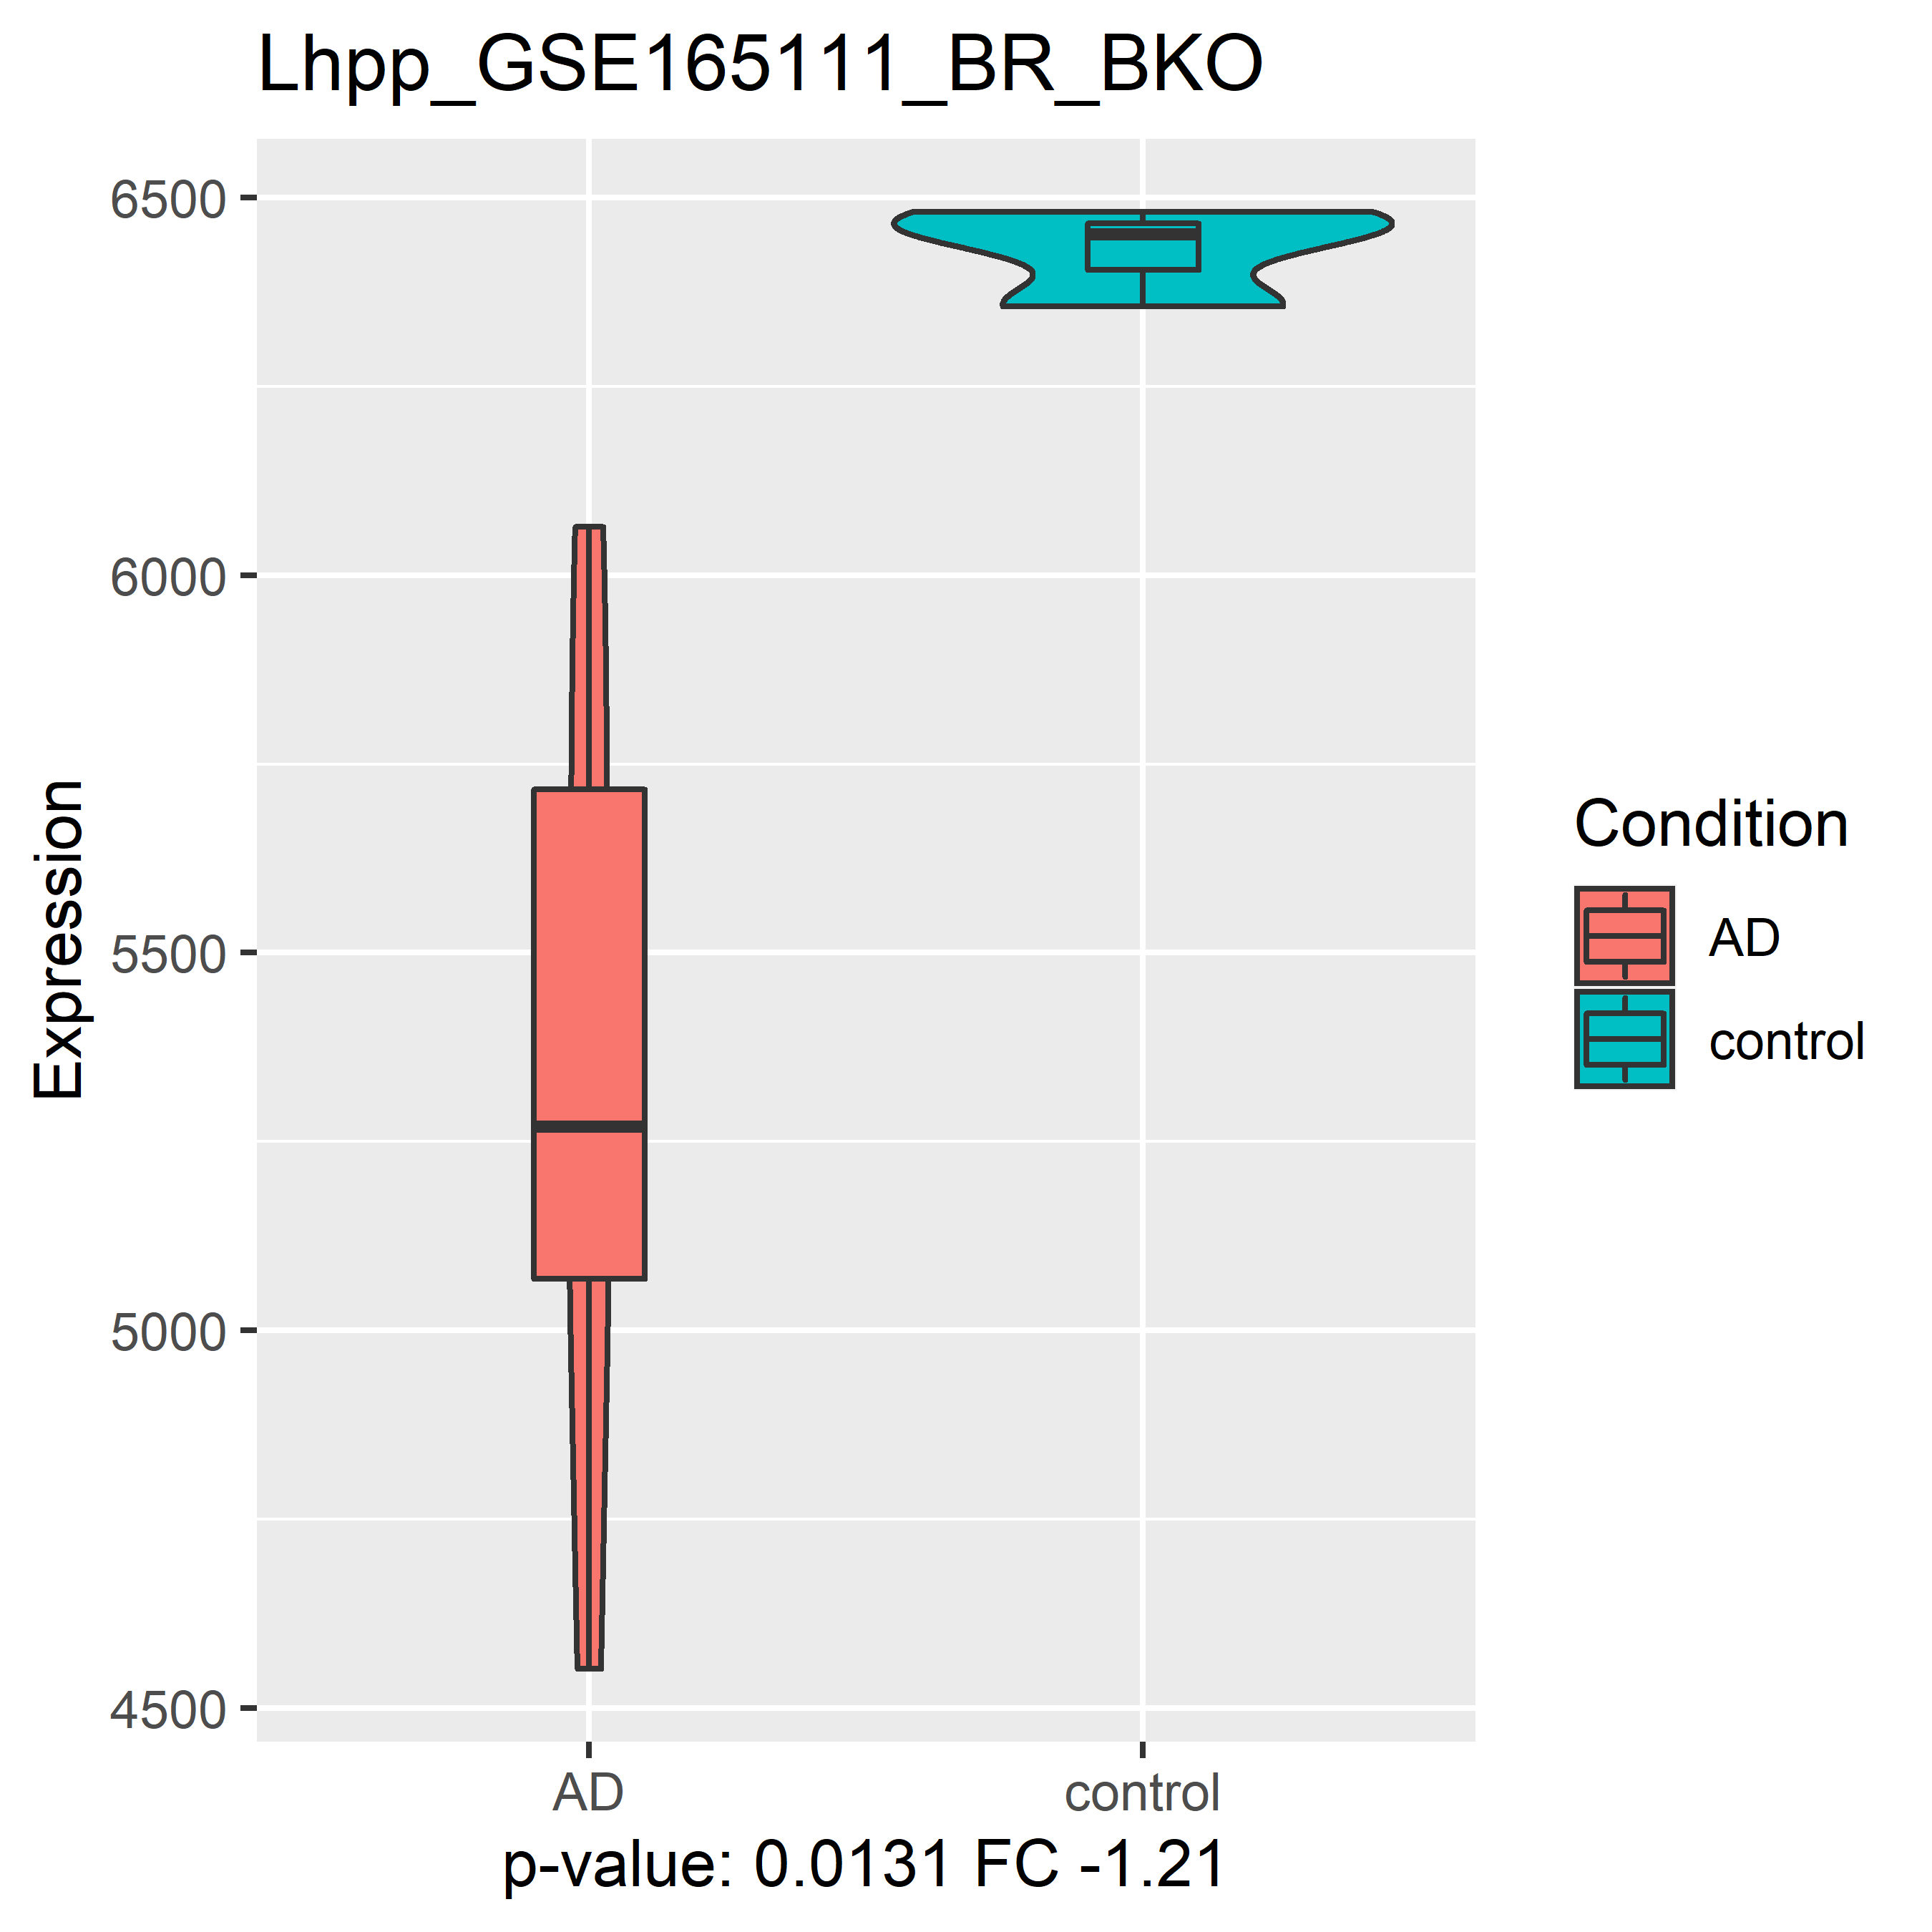 Lhpp_GSE165111_BR_BKO
6500
6000
5500
5000
4500
Expression
AD
control
p-value: 0.0131 FC -1.21
Condition
AD
control